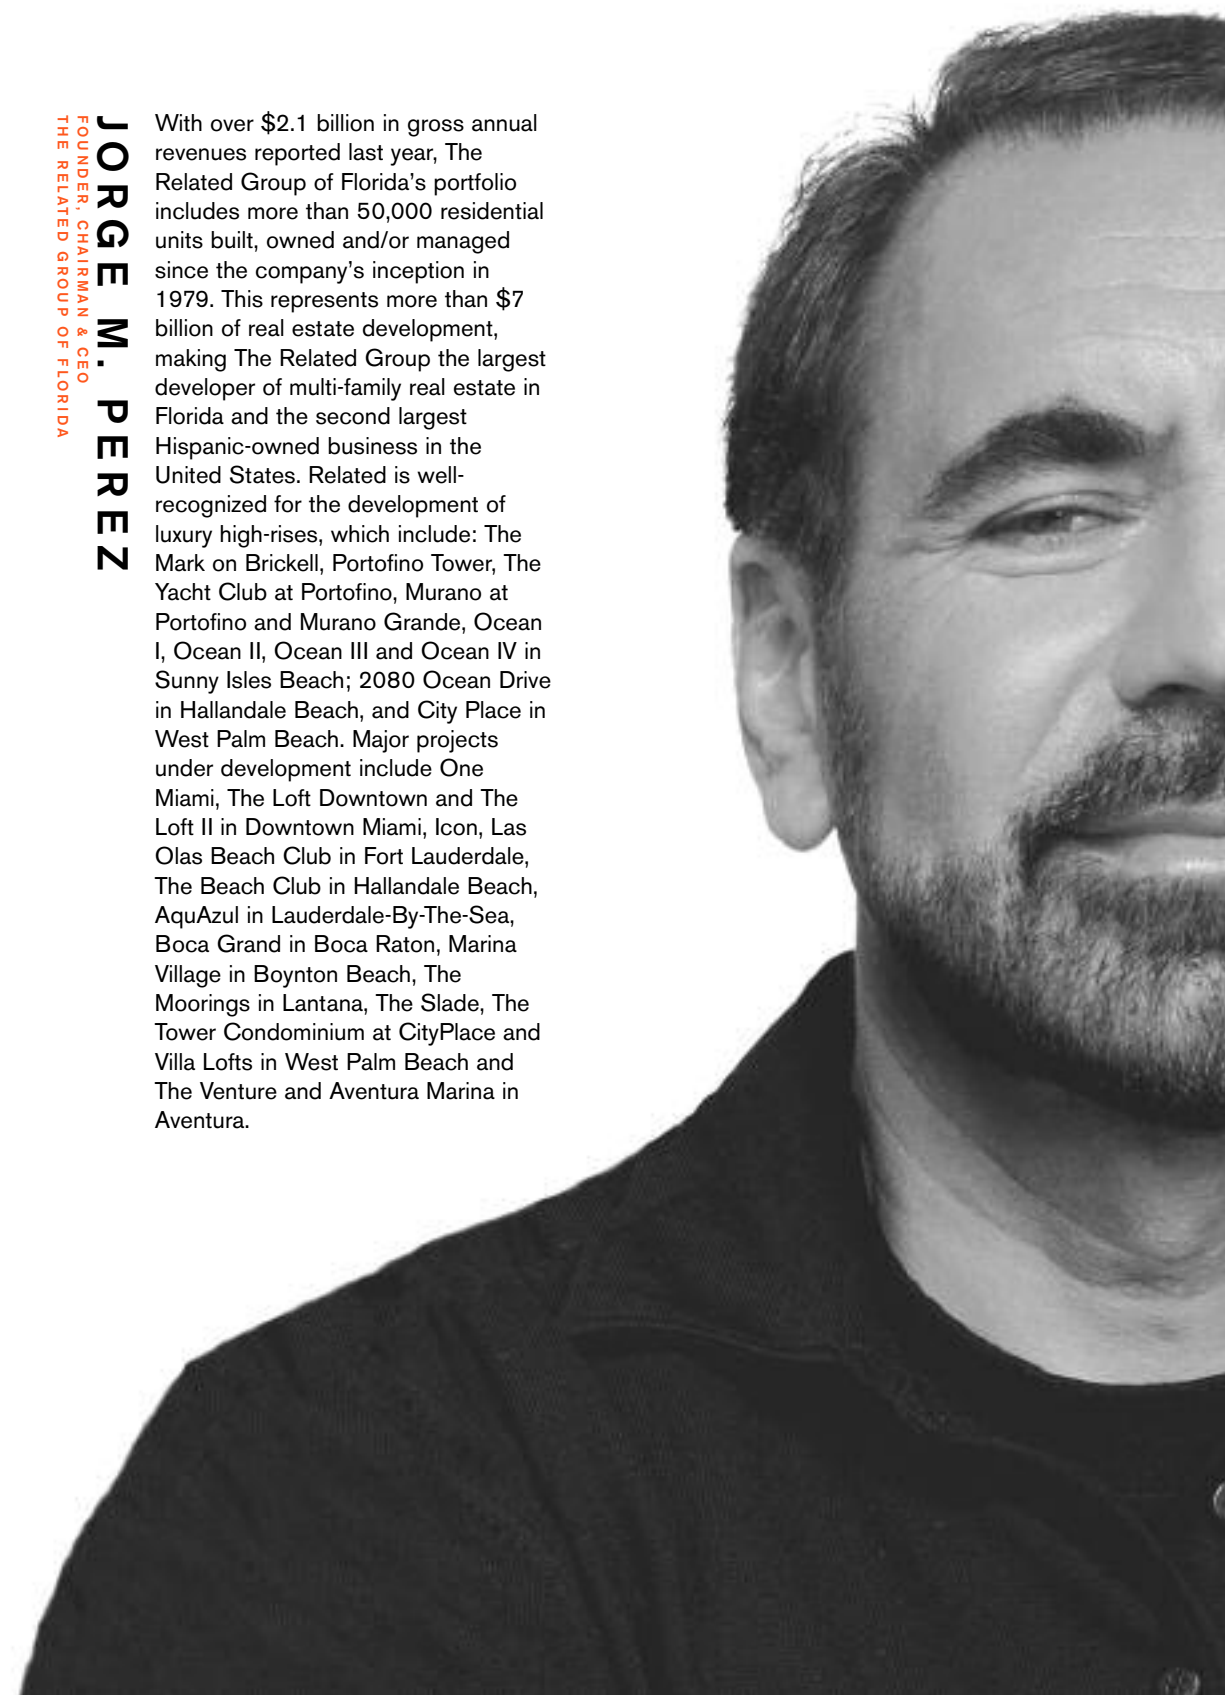 JORGE M. PEREZ
FOUNDER, CHAIRMAN & CEO
THE RELATED GROUP OF FLORIDA
With over $2.1 billion in gross annual
revenues reported last year, The
Related Group of Florida’s portfolio
includes more than 50,000 residential
units built, owned and/or managed
since the company’s inception in
1979. This represents more than $7
billion of real estate development,
making The Related Group the largest
developer of multi-family real estate in
Florida and the second largest
Hispanic-owned business in the
United States. Related is well-
recognized for the development of
luxury high-rises, which include: The
Mark on Brickell, Portofino Tower, The
Yacht Club at Portofino, Murano at
Portofino and Murano Grande, Ocean
I, Ocean II, Ocean III and Ocean IV in
Sunny Isles Beach; 2080 Ocean Drive
in Hallandale Beach, and City Place in
West Palm Beach. Major projects
under development include One
Miami, The Loft Downtown and The
Loft II in Downtown Miami, Icon, Las
Olas Beach Club in Fort Lauderdale,
The Beach Club in Hallandale Beach,
AquAzul in Lauderdale-By-The-Sea,
Boca Grand in Boca Raton, Marina
Village in Boynton Beach, The
Moorings in Lantana, The Slade, The
Tower Condominium at CityPlace and
Villa Lofts in West Palm Beach and
The Venture and Aventura Marina in
Aventura.